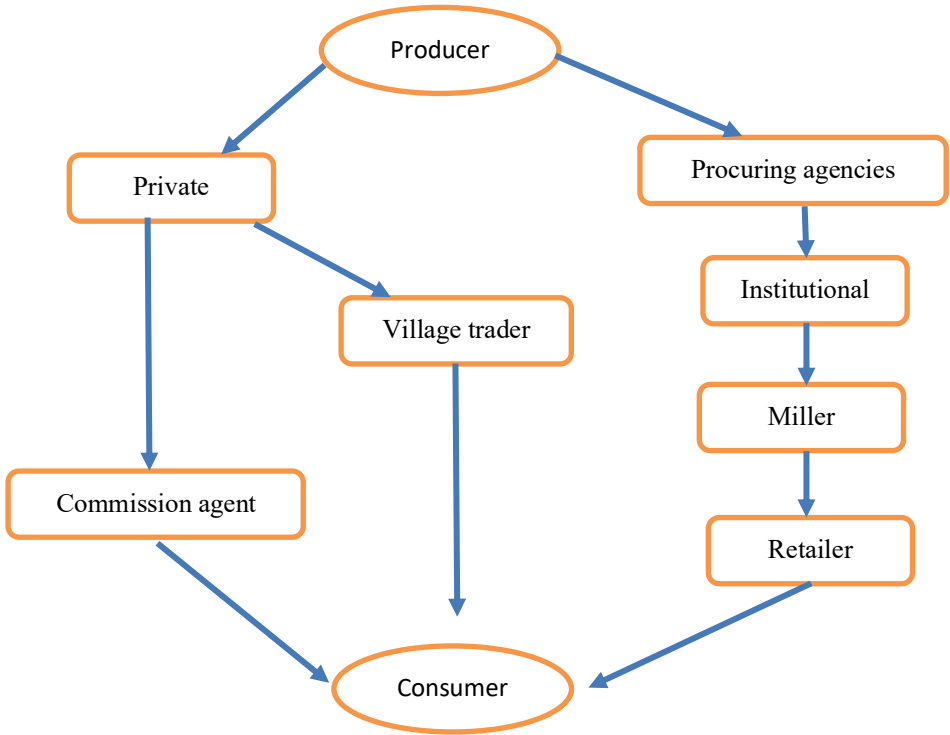 Producer
Private
Procuring agencies
Institutional
Village trader
Miller
Commission agent
Retailer
Consumer